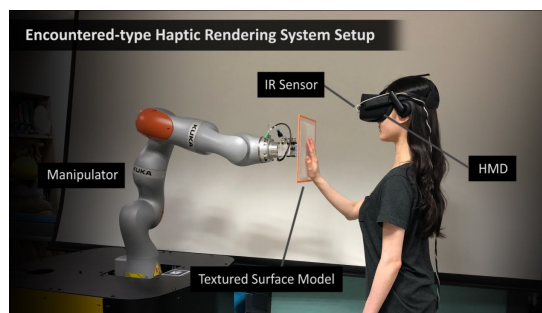 Encountered-type Haptic Rendering System Setup
IR Sensor
KUKA
Manipulator
KUKA
HMD
Textured Surface Model